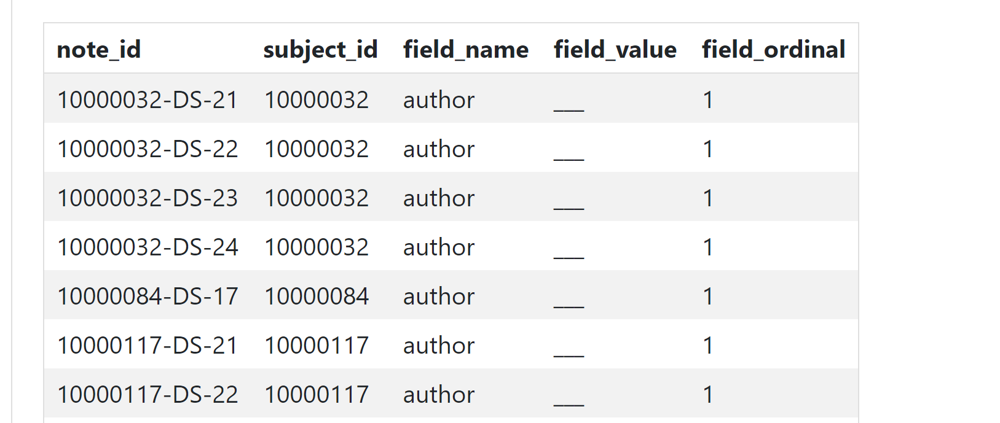 note_id subject_id field_name field_value field_ordinal
10000032-DS-21 10000032 author ___ 1
10000032-DS-22 10000032 author ___ 1
10000032-DS-23 10000032 author ___ 1
10000032-DS-24 10000032 author ___ 1
10000084-DS-17 10000084 author ___ 1
10000117-DS-21 10000117 author ___ 1
10000117-DS-22 10000117 author ___ 1